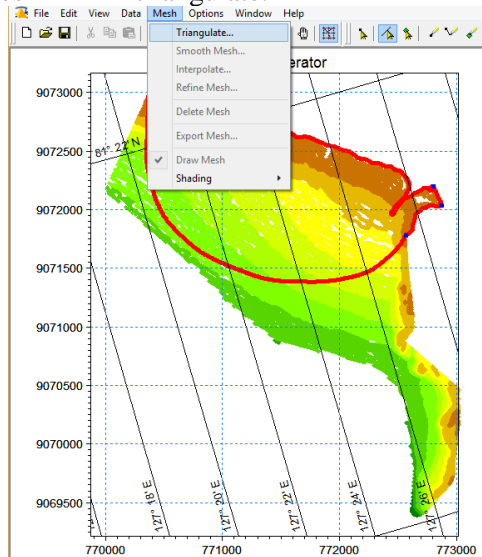 File Edit View Data Mesh Options Window Help
Triangulate...
Smooth Mesh...
Interpolate...
Refine Mesh...
Delete Mesh
Export Mesh...
Draw Mesh
Shading
erator
9073000
9072500
9072000
9071500
9071000
9070500
9070000
9069500
81° 22' N
127° 18' E
127° 20' E
127° 22' E
127° 24' E
127° 26' E
770000 771000 772000 773000